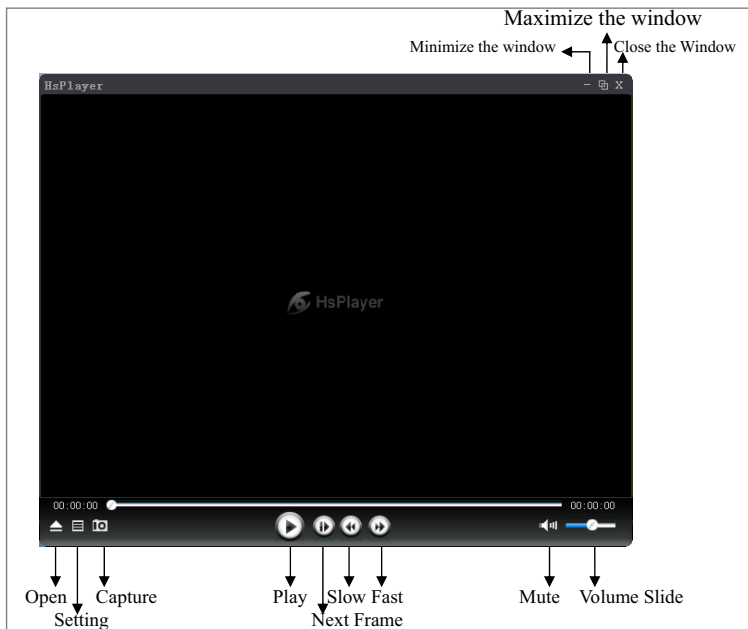 Maximize the window
Minimize the window Close the Window
HsPlayer
HsPlayer
00:00:00 00:00:00
Open Capture Play Slow Fast Mute Volume Slide
Setting Next Frame